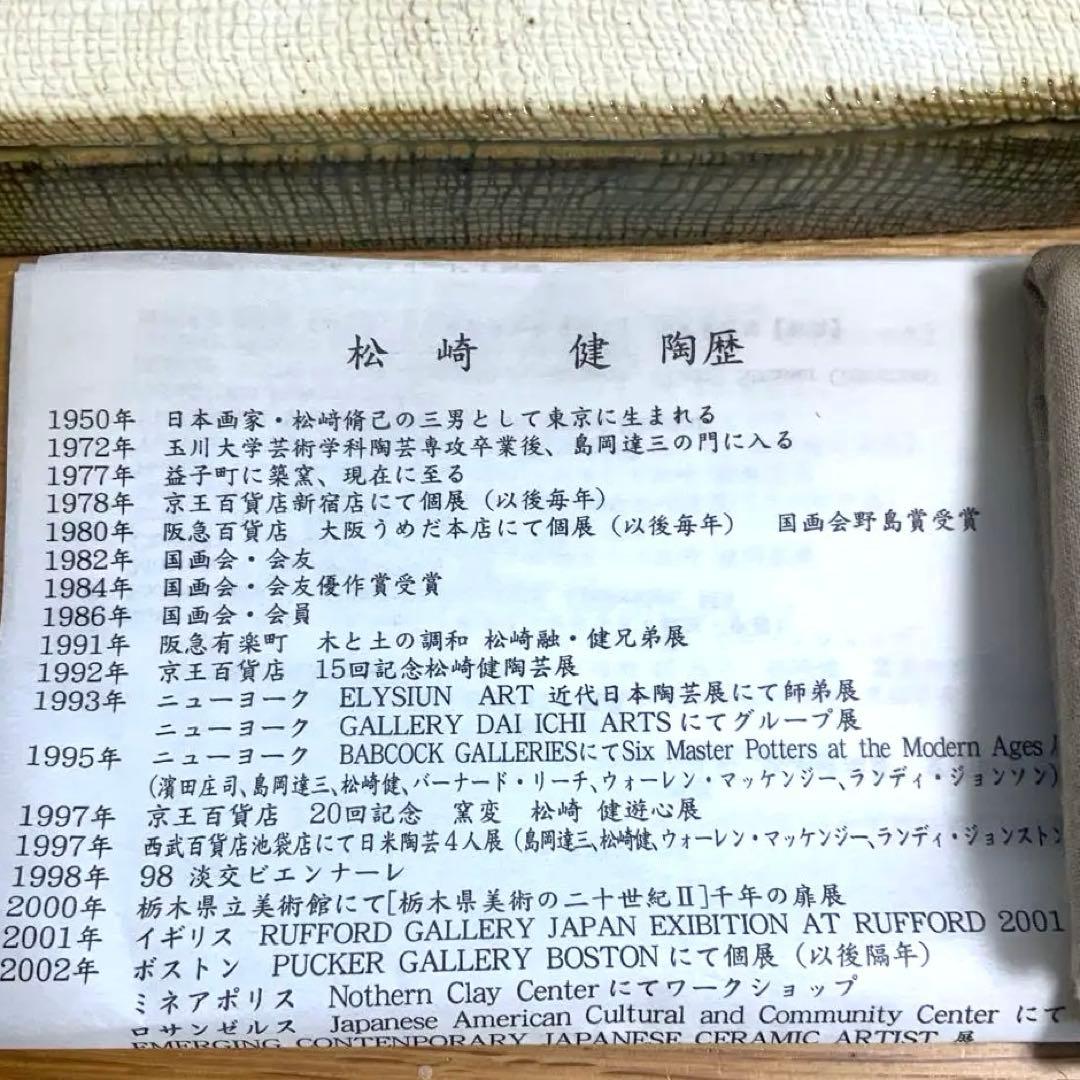 松崎 健 陶歴
1950年 日本画家・松﨑脩己の三男として東京に生まれる
1972年 玉川大学芸術学科陶芸専攻卒業後、島岡達三の門に入る
1977年 益子町に築窯、現在に至る
1978年 京王百貨店新宿店にて個展（以後毎年）
1980年 阪急百貨店 大阪うめだ本店にて個展（以後毎年） 国画会野島賞受賞
1982年 国画会・会友
1984年 国画会・会友優作賞受賞
1986年 国画会・会員
1991年 阪急有楽町 木と土の調和 松崎融・健兄弟展
1992年 京王百貨店 15回記念松崎健陶芸展
1993年 ニューヨーク ELYSIUN ART 近代日本陶芸展にて師弟展
ニューヨーク GALLERY DAI ICHI ARTSにてグループ展
1995年 ニューヨーク BABCOCK GALLERIESにてSix Master Potters at the Modern Ages
（濱田庄司、島岡達三、松崎健、バーナード・リーチ、ウォーレン・マッケンジー、ランディ・ジョンソン）
1997年 京王百貨店 20回記念 窯変 松崎 健遊心展
1997年 西武百貨店池袋店にて日米陶芸4人展（島岡達三、松崎健、ウォーレン・マッケンジー、ランディ・ジョンストン
1998年 98 淡交ビエンナーレ
2000年 栃木県立美術館にて[栃木県美術の二十世紀Ⅱ]千年の扉展
2001年 イギリス RUFFORD GALLERY JAPAN EXIBITION AT RUFFORD 2001
2002年 ボストン PUCKER GALLERY BOSTONにて個展（以後隔年）
ミネアポリス Nothern Clay Centerにてワークショップ
ロサンゼルス Japanese American Cultural and Community Center にて
EMERGING CONTENPORARY JAPANESE CERAMIC ARTIST 展